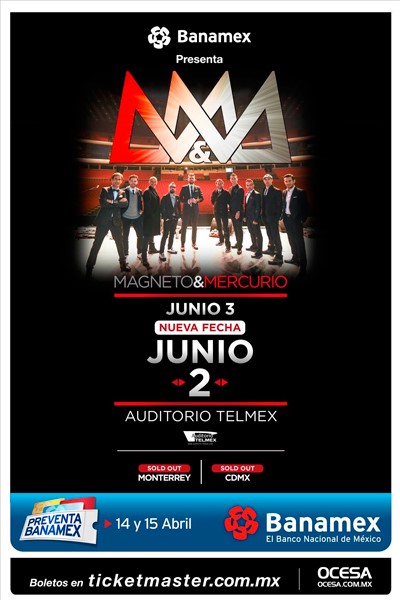 Banamex
Presenta
M&M
MAGNETO&MERCURIO
JUNIO 3
NUEVA FECHA
JUNIO
2
AUDITORIO TELMEX
Auditorio
TELMEX
SOLD OUT SOLD OUT
MONTERREY CDMX
PREVENTA
BANAMEX
14 y 15 Abril
Banamex
El Banco Nacional de México
Boletos en ticketmaster.com.mx
OCESA
OCESA.COM.MX